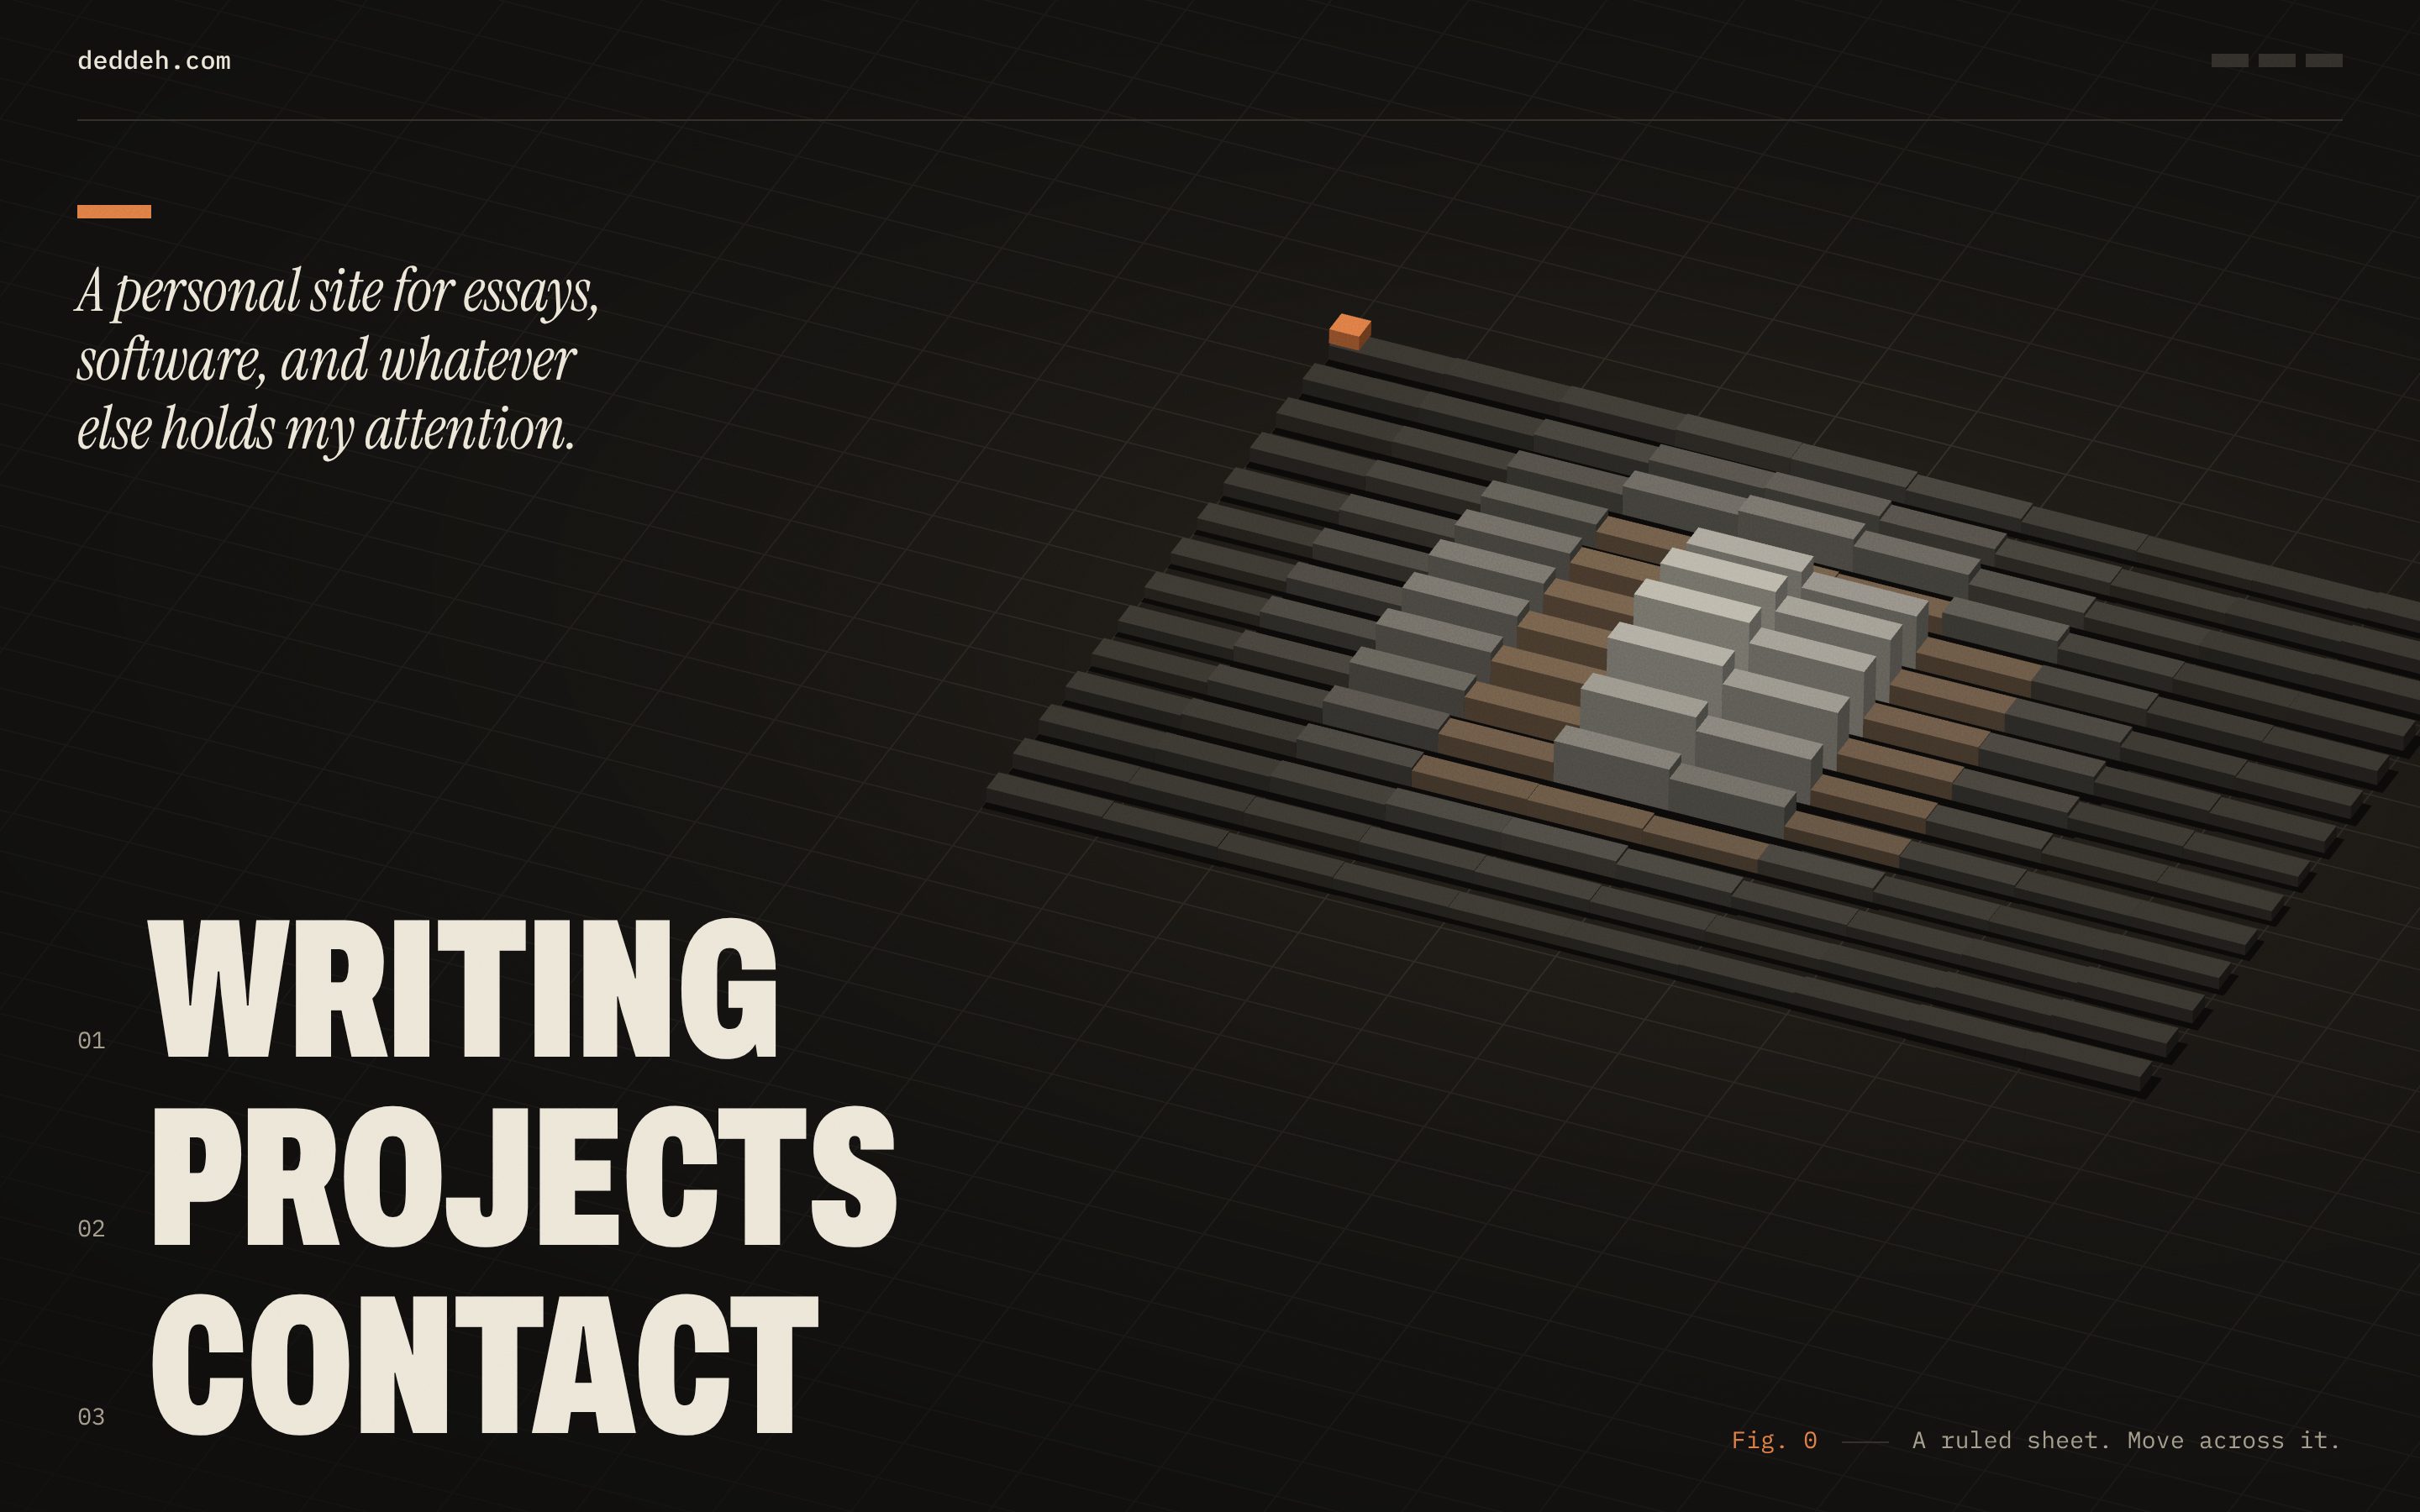 deddeh.com
A personal site for essays,
software, and whatever
else holds my attention.
01 WRITING
02 PROJECTS
03 CONTACT
Fig. 0 — A ruled sheet. Move across it.